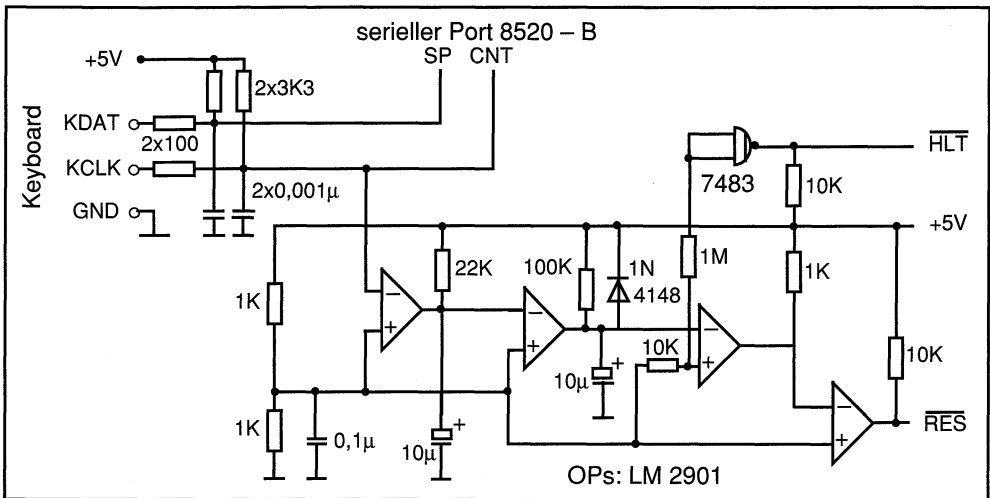 serieller Port 8520 – B
SP CNT
+5V
2x3K3
Keyboard
KDAT
2x100
KCLK
2x0,001µ
GND
HLT
7483
10K
+5V
22K
100K
1N
4148
1M
1K
1K
10K
10K
10µ
1K
0,1µ
10µ
RES
OPs: LM 2901